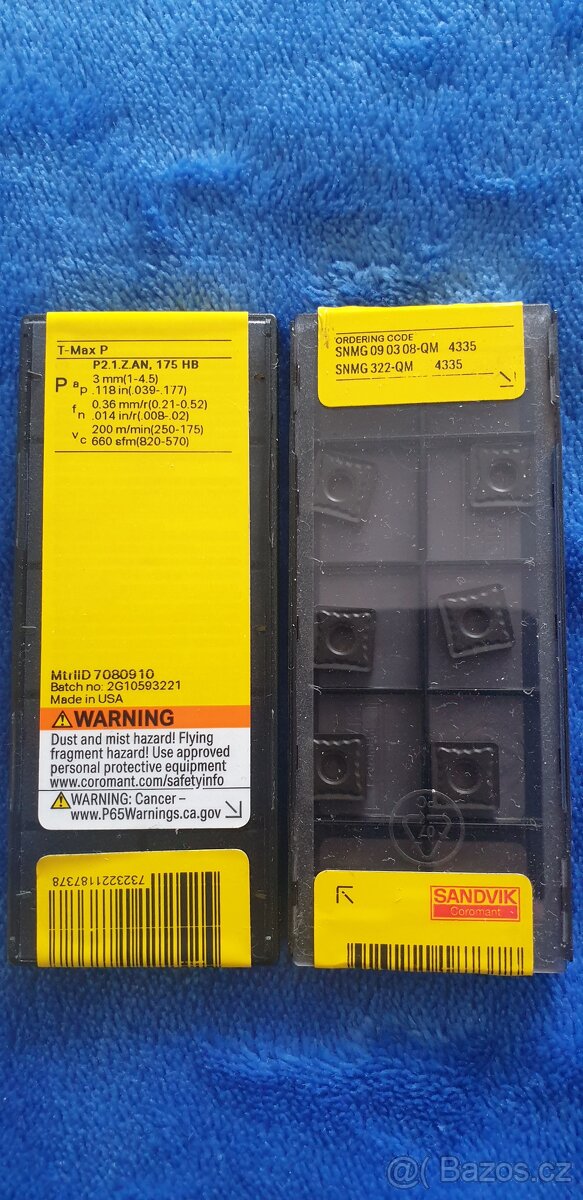 T-Max P
P2.1.Z.AN, 175 HB
P ap 3 mm(1-4.5)
.118 in(.039-.177)
fn 0.36 mm/r(0.21-0.52)
.014 in/r(.008-.02)
vc 200 m/min(250-175)
660 sfm(820-570)
MtrlID 7080910
Batch no: 2G10593221
Made in USA
WARNING
Dust and mist hazard! Flying
fragment hazard! Use approved
personal protective equipment
www.coromant.com/safetyinfo
WARNING: Cancer –
www.P65Warnings.ca.gov
7323221187378
ORDERING CODE
SNMG 09 03 08-QM 4335
SNMG 322-QM 4335
07
SANDVIK
Coromant
@ Bazos.cz